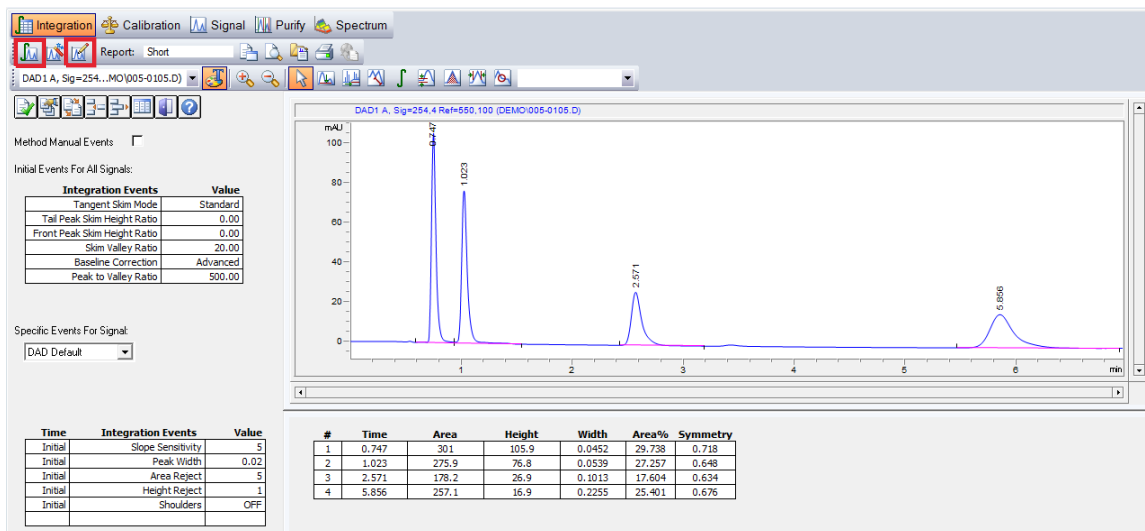 Integration Calibration Signal Purify Spectrum
Report: Short
DAD1 A, Sig=254...MO\005-0105.D)
Method Manual Events
Initial Events For All Signals:
Integration Events Value
Tangent Skim Mode Standard
Tail Peak Skim Height Ratio 0.00
Front Peak Skim Height Ratio 0.00
Skim Valley Ratio 20.00
Baseline Correction Advanced
Peak to Valley Ratio 500.00
Specific Events For Signal:
DAD Default
Time Integration Events Value
Initial Slope Sensitivity 5
Initial Peak Width 0.02
Initial Area Reject 5
Initial Height Reject 1
Initial Shoulders OFF
DAD1 A, Sig=254,4 Ref=550,100 (DEMO\005-0105.D)
mAU
100
80
60
40
20
0
0.747
1.023
2.571
5.856
1 2 3 4 5 6 min
# Time Area Height Width Area% Symmetry
1 0.747 301 105.9 0.0452 29.738 0.718
2 1.023 275.9 76.8 0.0539 27.257 0.648
3 2.571 178.2 26.9 0.1013 17.604 0.634
4 5.856 257.1 16.9 0.2255 25.401 0.676